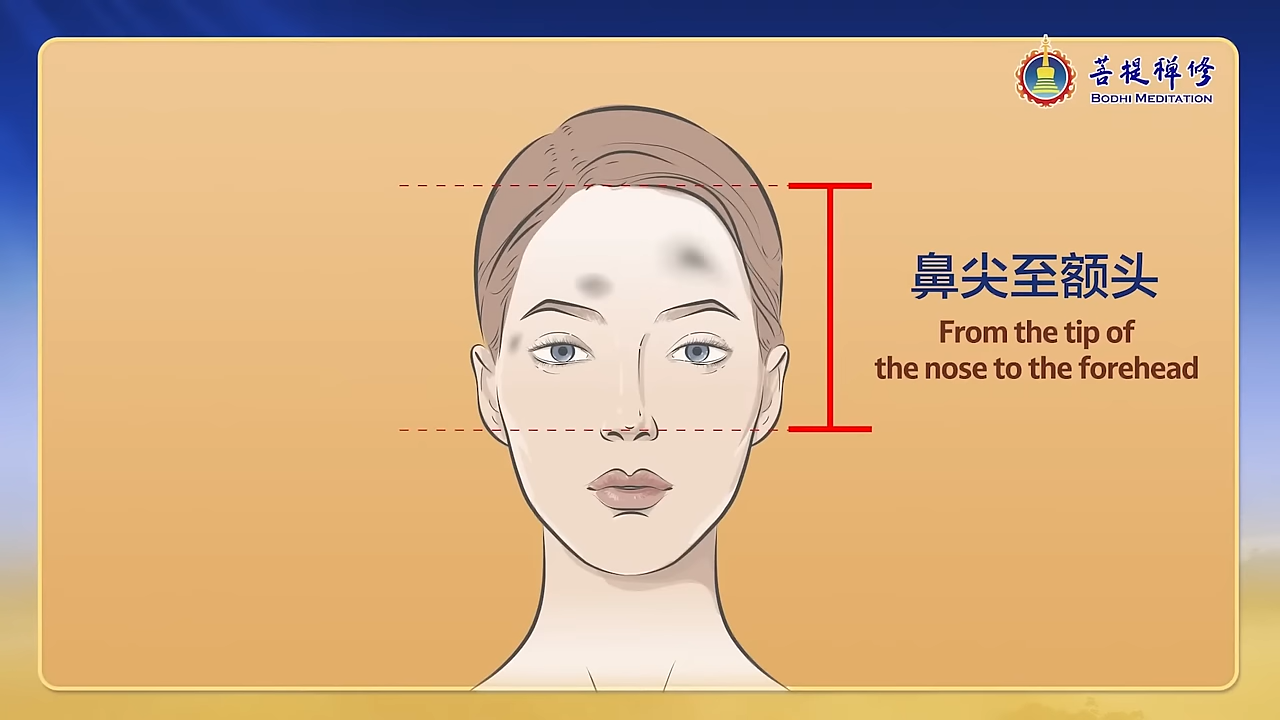 菩提禅修
BODHI MEDITATION
鼻尖至额头
From the tip of
the nose to the forehead